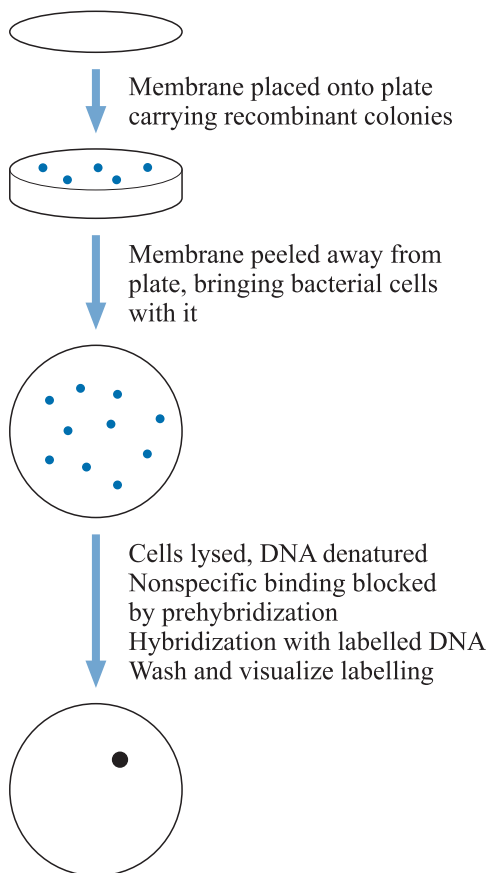 Membrane placed onto plate
carrying recombinant colonies
Membrane peeled away from
plate, bringing bacterial cells
with it
Cells lysed, DNA denatured
Nonspecific binding blocked
by prehybridization
Hybridization with labelled DNA
Wash and visualize labelling